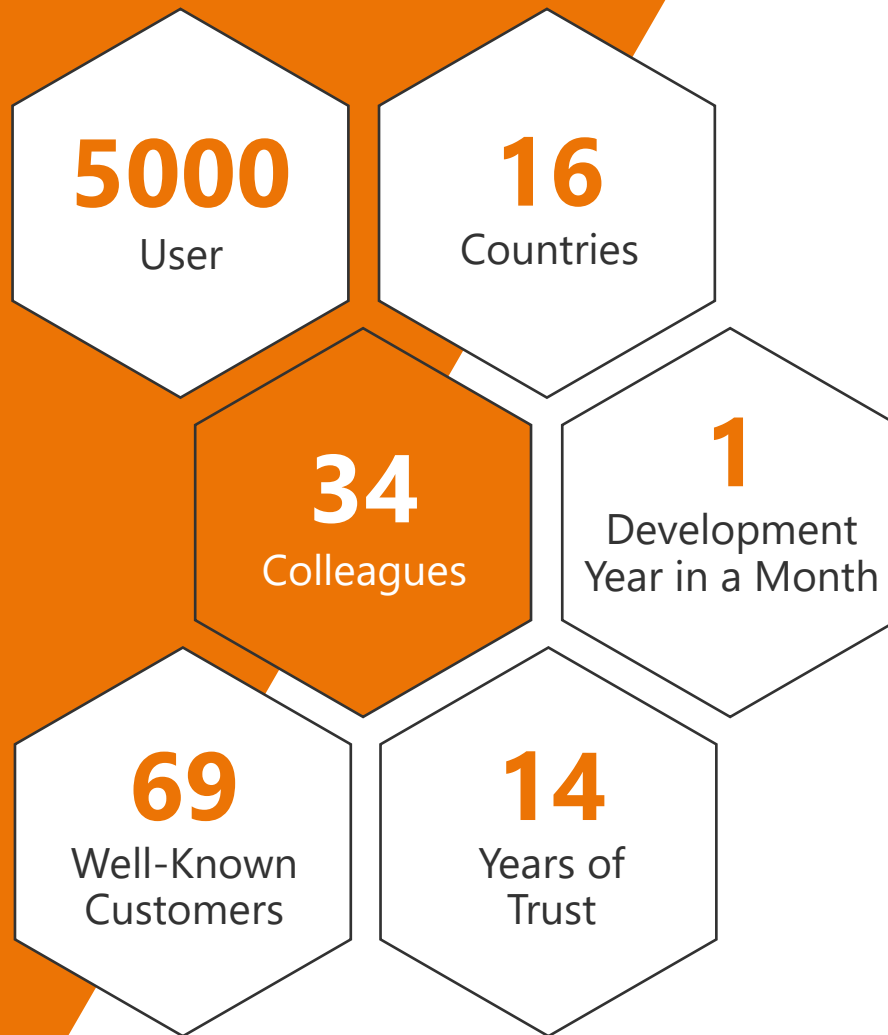 5000
User
16
Countries
34
Colleagues
1
Development
Year in a Month
69
Well-Known
Customers
14
Years of
Trust